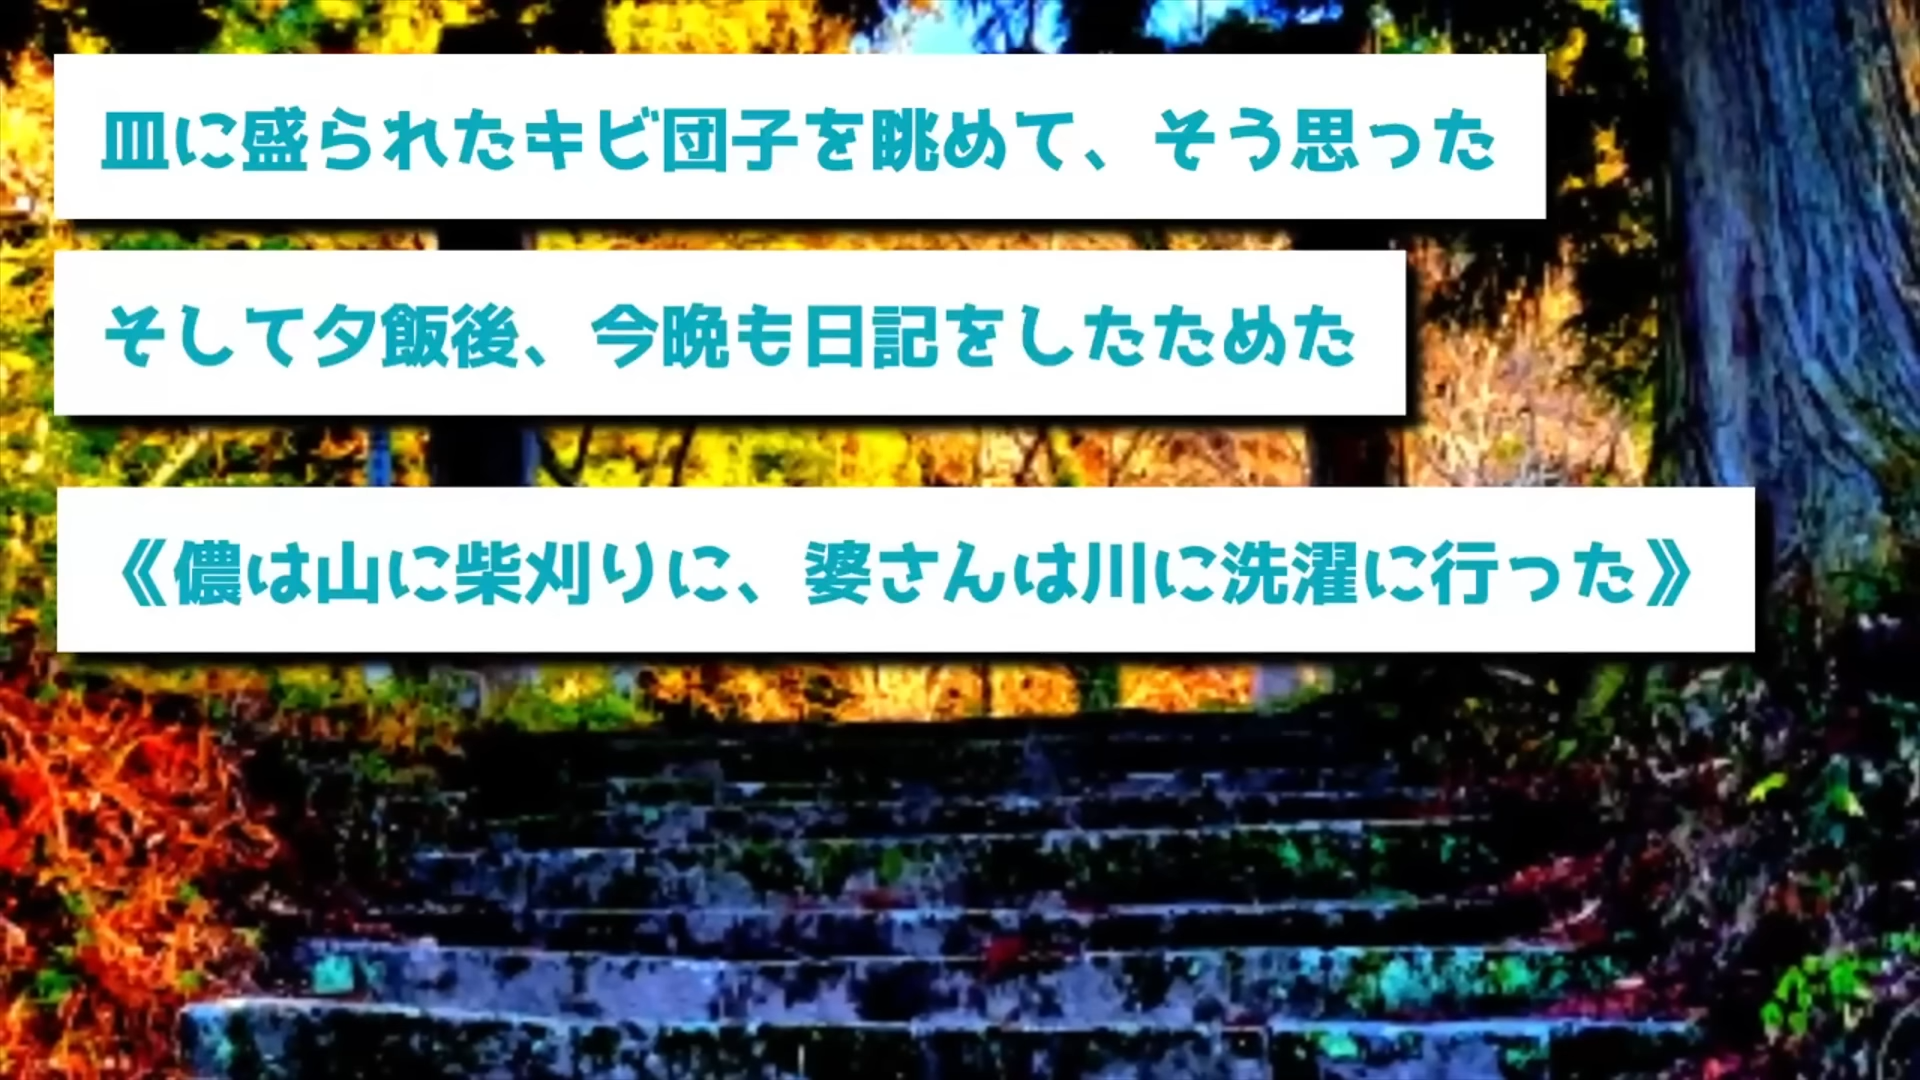 皿に盛られたキビ団子を眺めて、そう思った
そして夕飯後、今晩も日記をしたためた
《儂は山に柴刈りに、婆さんは川に洗濯に行った》